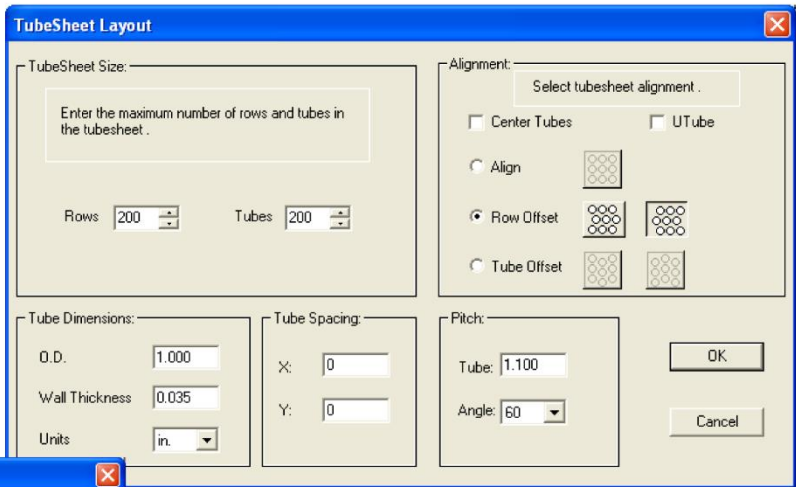 TubeSheet Layout
TubeSheet Size:
Enter the maximum number of rows and tubes in
the tubesheet .
Rows 200 Tubes 200
Alignment:
Select tubesheet alignment .
Center Tubes UTube
Align
Row Offset
Tube Offset
Tube Dimensions:
O.D. 1.000
Wall Thickness 0.035
Units in.
Tube Spacing:
X: 0
Y: 0
Pitch:
Tube: 1.100
Angle: 60
OK
Cancel